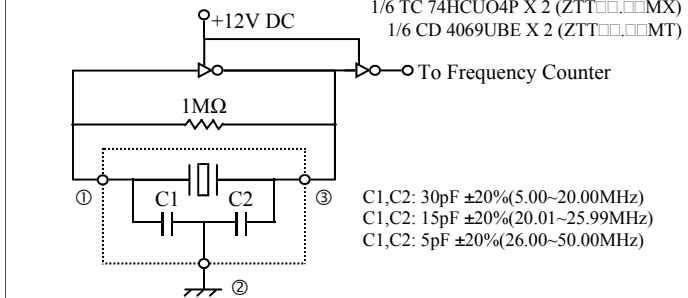 1/6 TC 74HCUO4P X 2 (ZTT□□.□□MX)
1/6 CD 4069UBE X 2 (ZTT□□.□□MT)
+12V DC
To Frequency Counter
1MΩ
① C1 C2 ③
C1,C2: 30pF ±20%(5.00~20.00MHz)
C1,C2: 15pF ±20%(20.01~25.99MHz)
C1,C2: 5pF ±20%(26.00~50.00MHz)
②